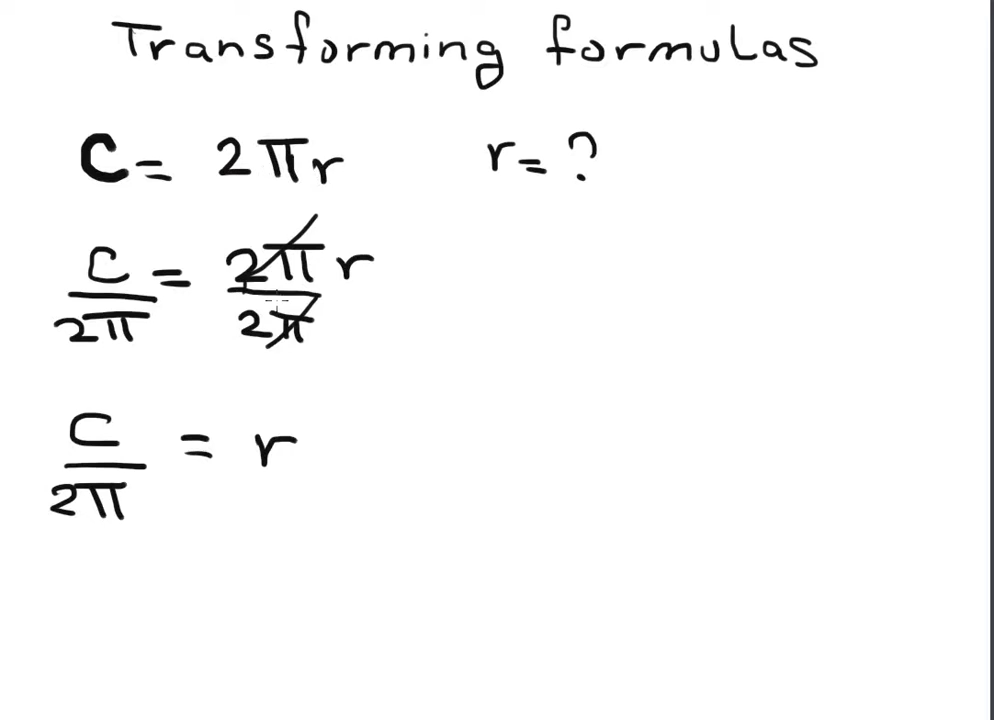 Transforming formulas
C = 2πr r = ?
C/2π = 2πr/2π
C/2π = r